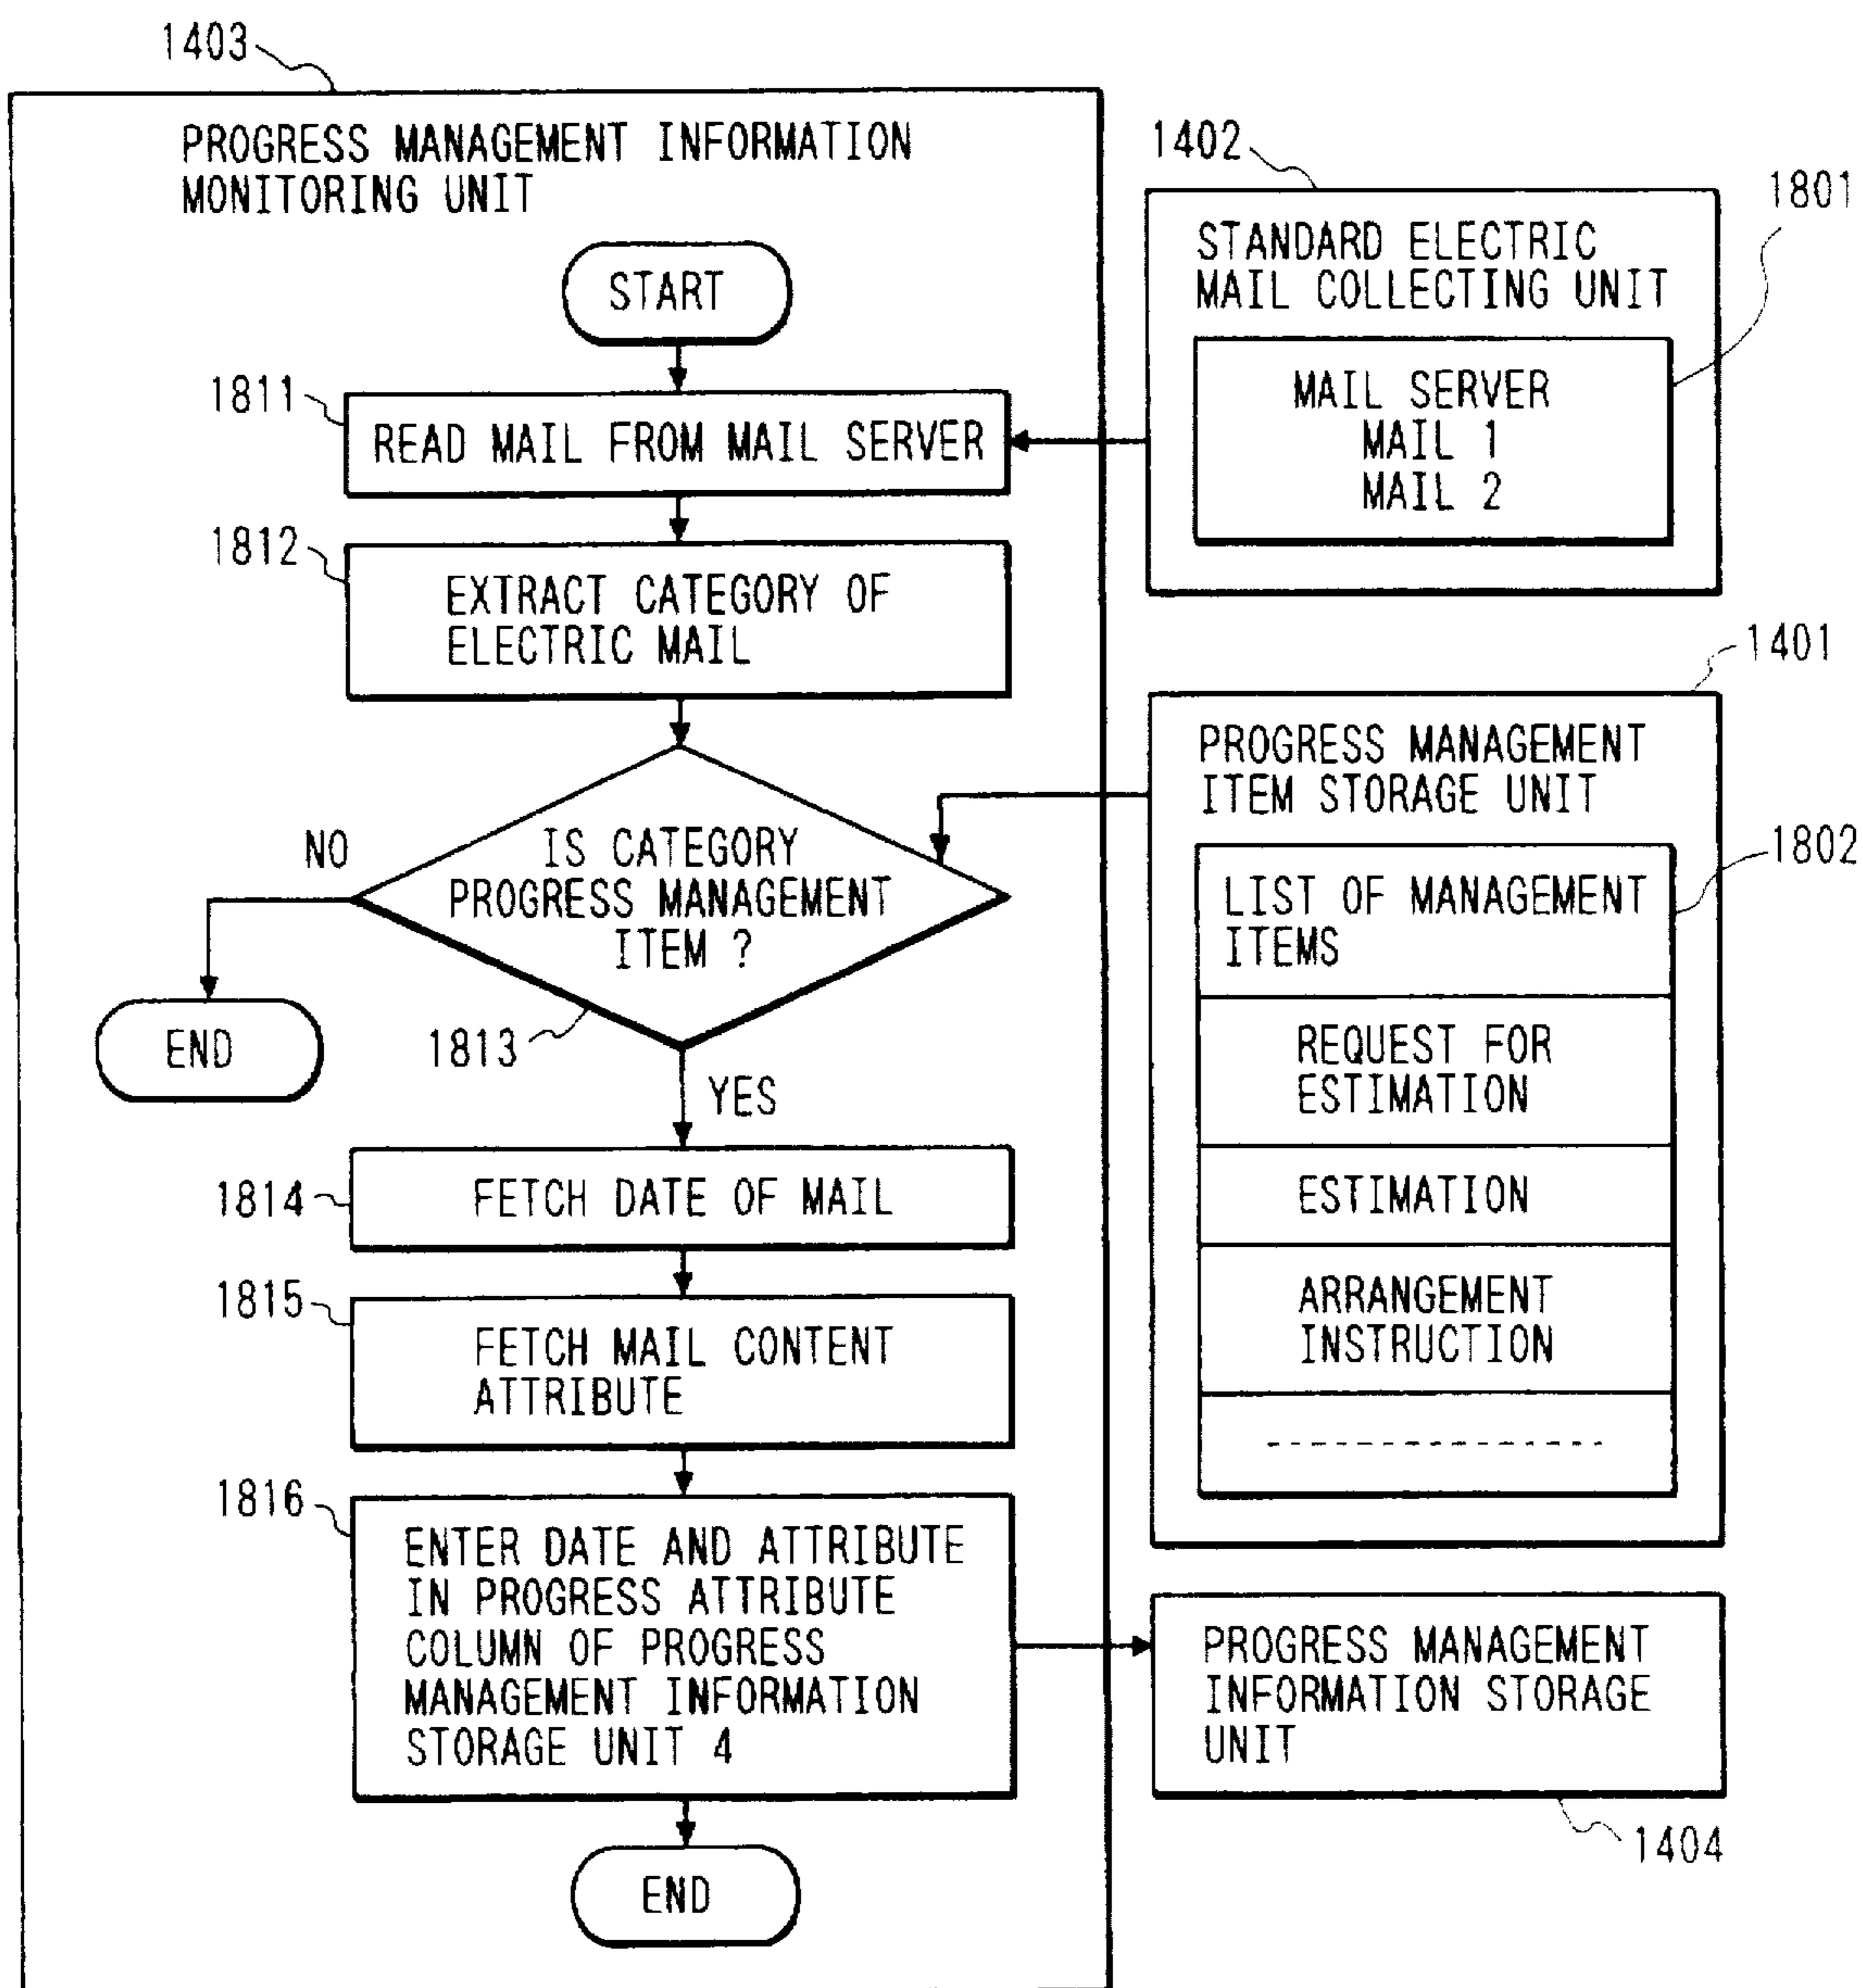 1403
PROGRESS MANAGEMENT INFORMATION
MONITORING UNIT
START
1811
READ MAIL FROM MAIL SERVER
1812
EXTRACT CATEGORY OF
ELECTRIC MAIL
NO
IS CATEGORY
PROGRESS MANAGEMENT
ITEM ?
1813
END
YES
1814
FETCH DATE OF MAIL
1815
FETCH MAIL CONTENT
ATTRIBUTE
1816
ENTER DATE AND ATTRIBUTE
IN PROGRESS ATTRIBUTE
COLUMN OF PROGRESS
MANAGEMENT INFORMATION
STORAGE UNIT 4
END
1402
1801
STANDARD ELECTRIC
MAIL COLLECTING UNIT
MAIL SERVER
MAIL 1
MAIL 2
1401
PROGRESS MANAGEMENT
ITEM STORAGE UNIT
1802
LIST OF MANAGEMENT
ITEMS
REQUEST FOR
ESTIMATION
ESTIMATION
ARRANGEMENT
INSTRUCTION
PROGRESS MANAGEMENT
INFORMATION STORAGE
UNIT
1404